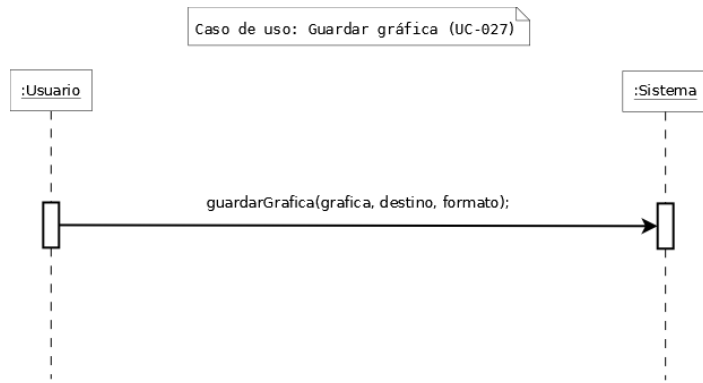 Caso de uso: Guardar gráfica (UC-027)
:Usuario
:Sistema
guardarGrafica(grafica, destino, formato);